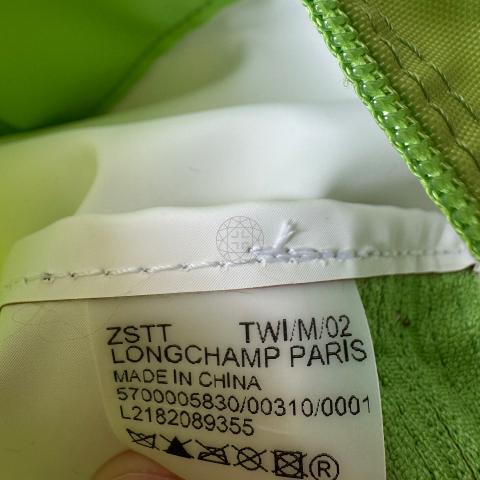 ZSTT TWI/M/02
LONGCHAMP PARIS
MADE IN CHINA
5700005830/00310/0001
L2182089355
®